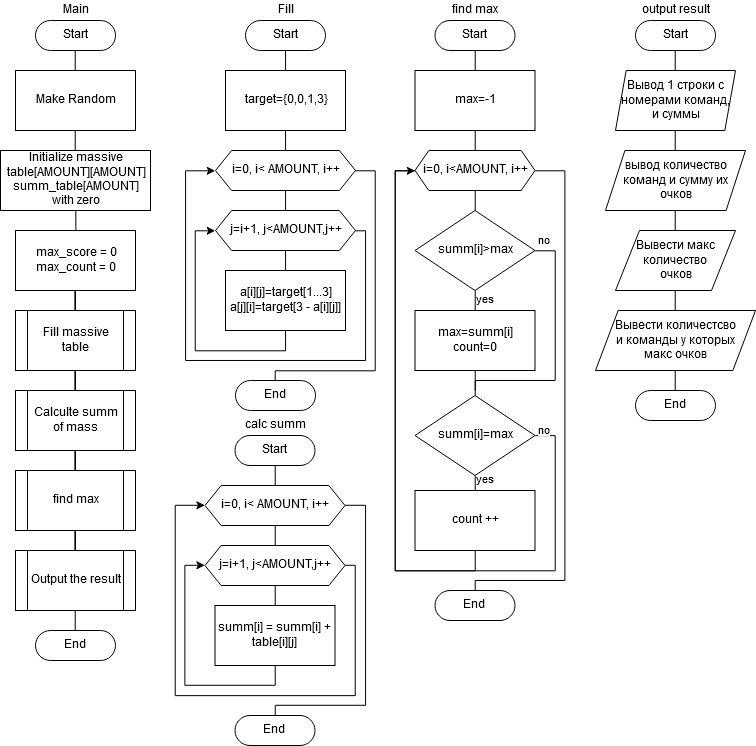 Main
Start
Make Random
Initialize massive
table[AMOUNT][AMOUNT]
summ_table[AMOUNT]
with zero
max_score = 0
max_count = 0
Fill massive
table
Calculte summ
of mass
find max
Output the result
End
Fill
Start
target={0,0,1,3}
i=0, i< AMOUNT, i++
j=i+1, j<AMOUNT,j++
a[i][j]=target[1...3]
a[j][i]=target[3 - a[i][j]]
End
calc summ
Start
i=0, i< AMOUNT, i++
j=i+1, j<AMOUNT,j++
summ[i] = summ[i] +
table[i][j]
End
find max
Start
max=-1
i=0, i<AMOUNT, i++
summ[i]>max
no
yes
max=summ[i]
count=0
summ[i]=max
no
yes
count ++
End
output result
Start
Вывод 1 строки с
номерами команд,
и суммы
вывод количество
команд и сумму их
очков
Вывести макс
количество
очков
Вывести количестсво
и команды у которых
макс очков
End